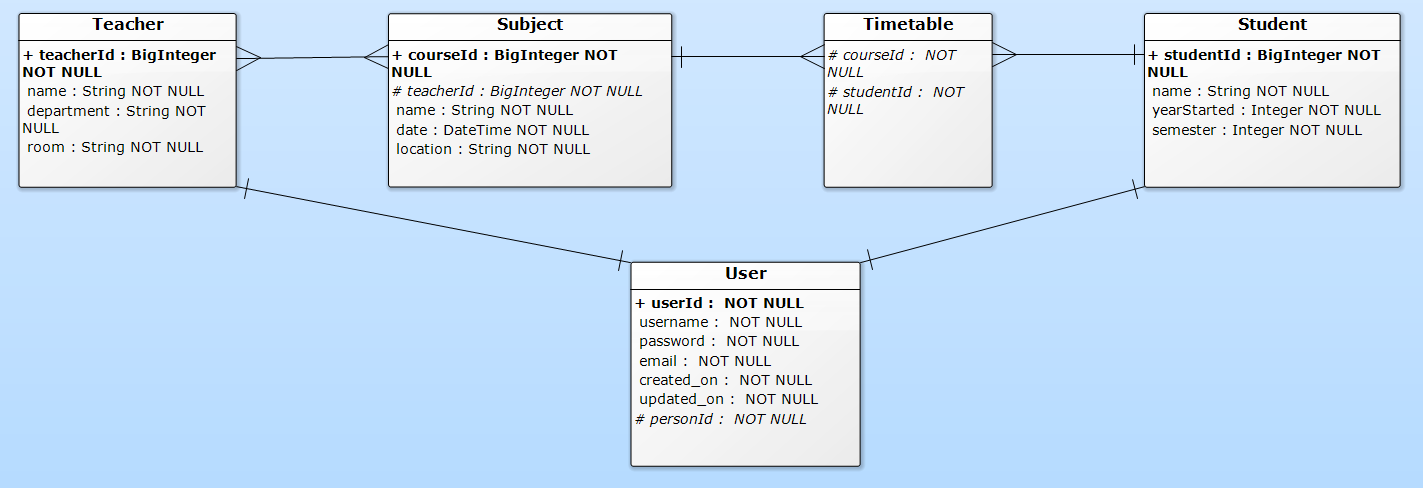 Teacher
+ teacherId : BigInteger
NOT NULL
name : String NOT NULL
department : String NOT
NULL
room : String NOT NULL
Subject
+ courseId : BigInteger NOT
NULL
# teacherId : BigInteger NOT NULL
name : String NOT NULL
date : DateTime NOT NULL
location : String NOT NULL
Timetable
# courseId : NOT
NULL
# studentId : NOT
NULL
Student
+ studentId : BigInteger NOT
NULL
name : String NOT NULL
yearStarted : Integer NOT NULL
semester : Integer NOT NULL
User
+ userId : NOT NULL
username : NOT NULL
password : NOT NULL
email : NOT NULL
created_on : NOT NULL
updated_on : NOT NULL
# personId : NOT NULL